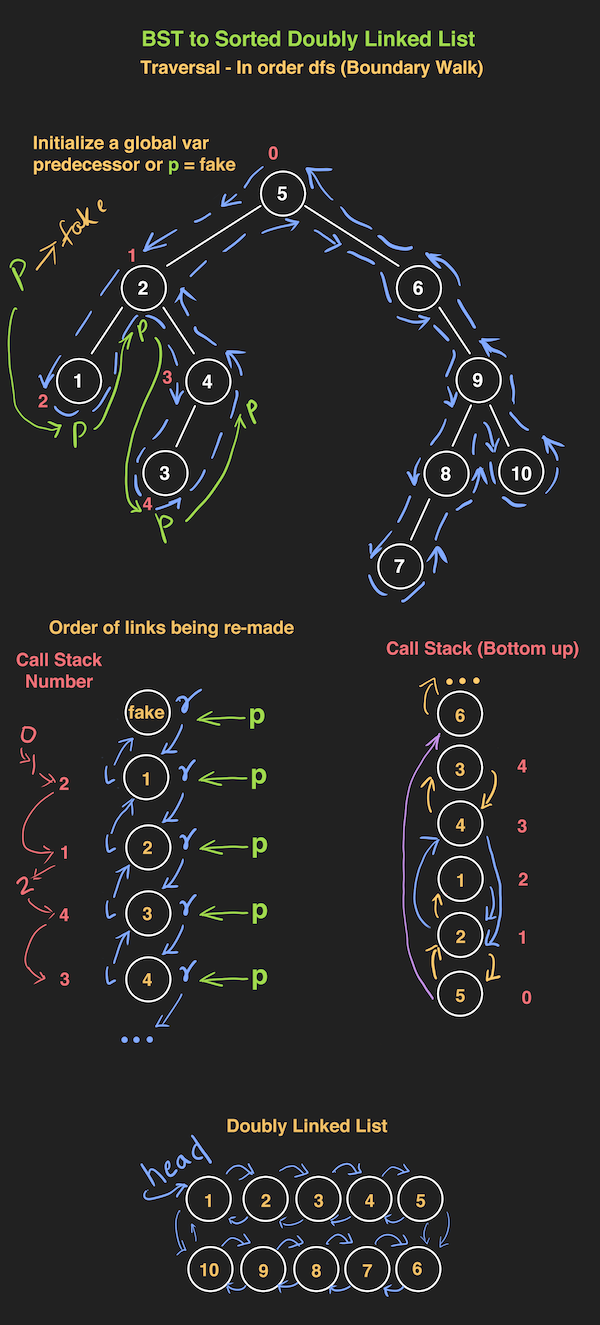 BST to Sorted Doubly Linked List
Traversal - In order dfs (Boundary Walk)
Initialize a global var
predecessor or p = fake
0
5
p → fake
1
2
p
6
1
2
3
4
9
p
p
3
4
p
8
10
7
Order of links being re-made
Call Stack
Number
Call Stack (Bottom up)
...
fake r p
6
0
1
2
l 1 r p
3 4
4 3
1
l 2 r p
1 2
2
4
l 3 r p
2 1
3
l 4 r p
5 0
...
Doubly Linked List
head
1 2 3 4 5
10 9 8 7 6